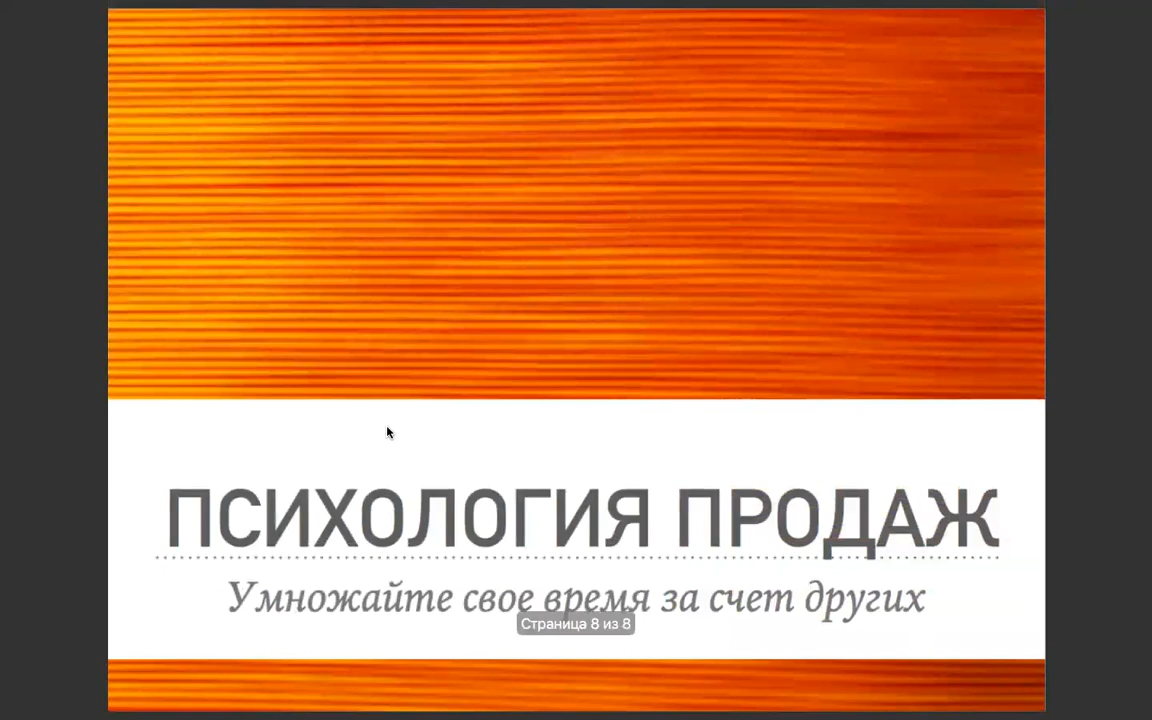 ПСИХОЛОГИЯ ПРОДАЖ
Умножайте свое время за счет других
Страница 8 из 8